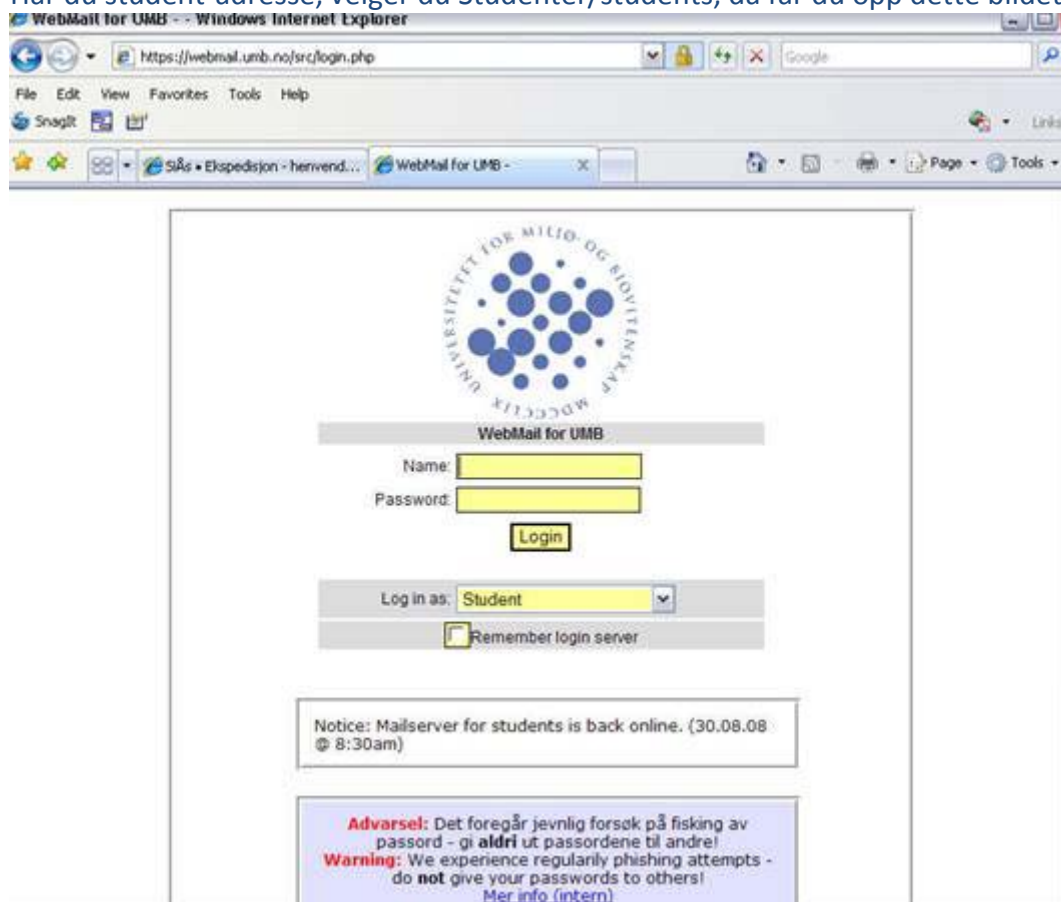 Har du student-adresse, velger du Studenter/students, da får du opp dette bildet
WebMail for UMB - - Windows Internet Explorer
https://webmail.umb.no/src/login.php
Google
File Edit View Favorites Tools Help
SnagIt
Links
SiÅs • Ekspedisjon - henvend...
WebMail for UMB -
Page
Tools
UNIVERSITETET FOR MILJØ- OG BIOVITENSKAP
MDCCCLIX
WebMail for UMB
Name:
Password:
Login
Log in as: Student
Remember login server
Notice: Mailserver for students is back online. (30.08.08
@ 8:30am)
Advarsel: Det foregår jevnlig forsøk på fisking av
passord - gi aldri ut passordene til andre!
Warning: We experience regularily phishing attempts -
do not give your passwords to others!
Mer info (intern)